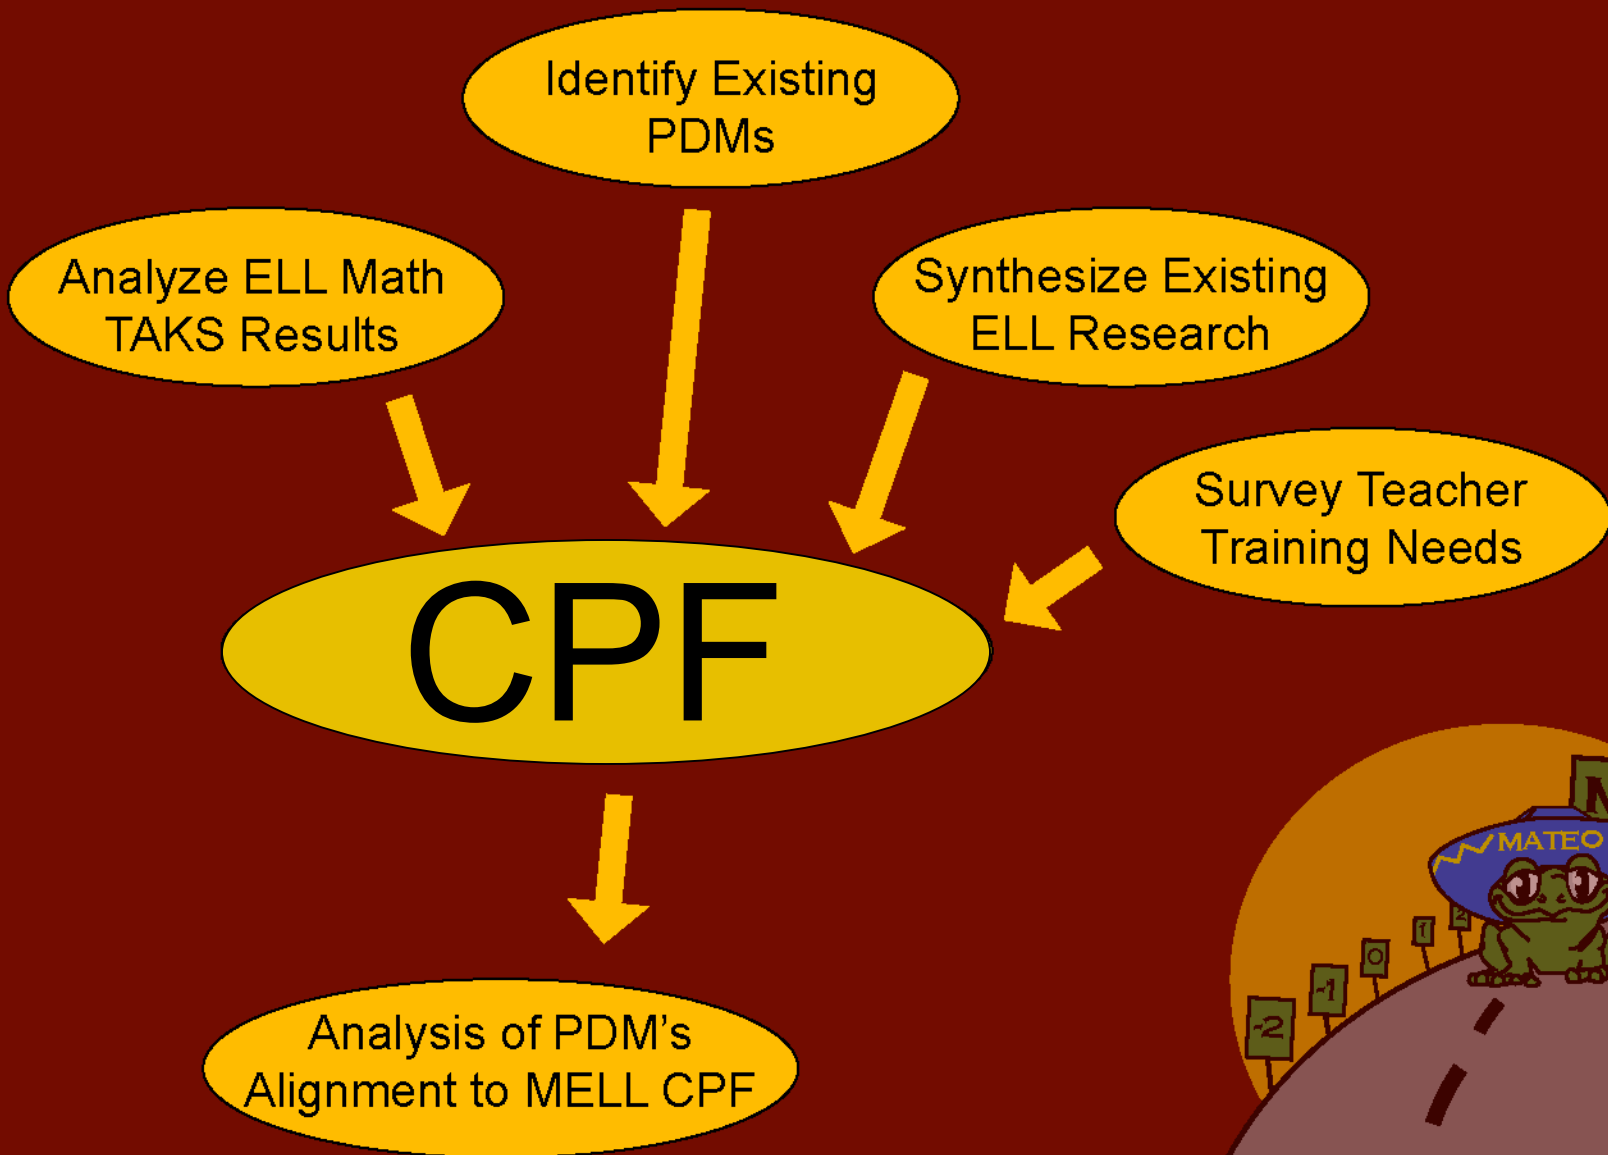 Identify Existing
PDMs
Analyze ELL Math
TAKS Results
Synthesize Existing
ELL Research
Survey Teacher
Training Needs
CPF
Analysis of PDM's
Alignment to MELL CPF
MATEO
-2
-1
0
1
2